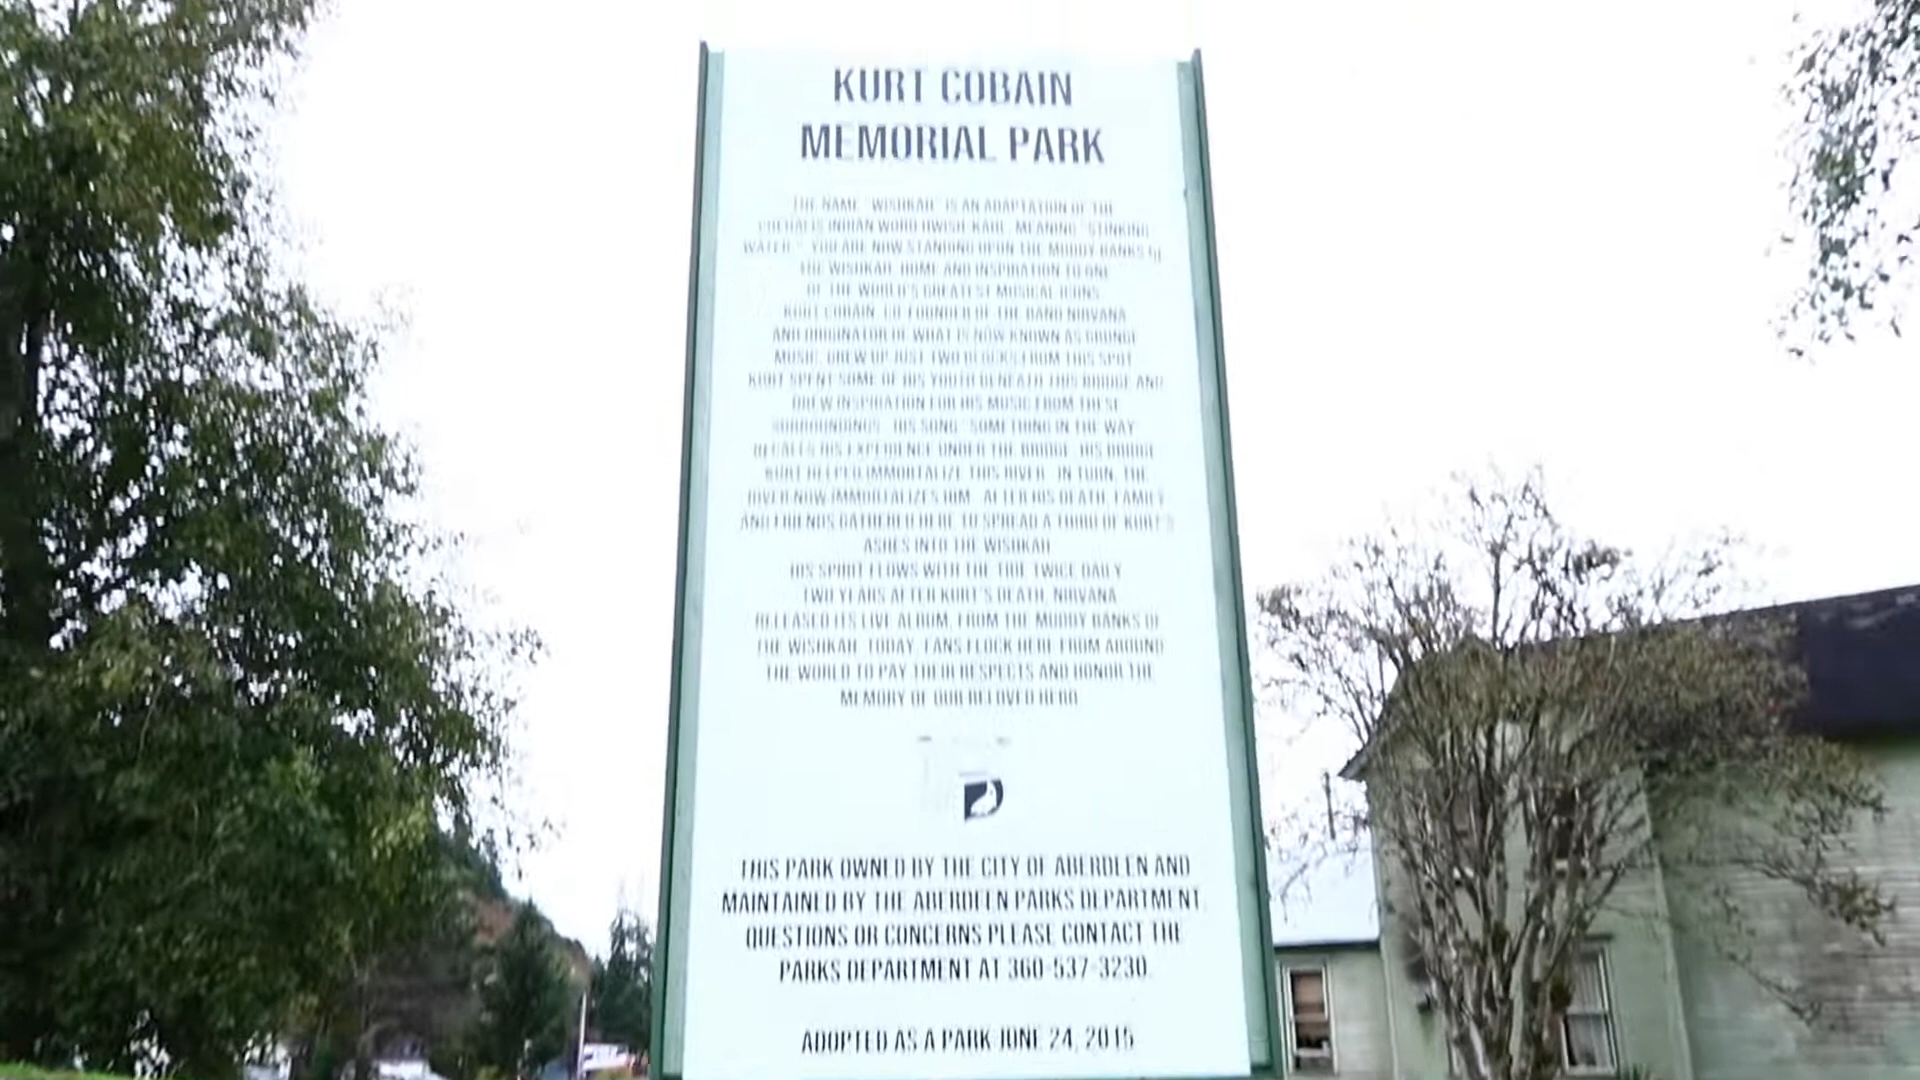 KURT COBAIN
MEMORIAL PARK
THE NAME "WISHKAH" IS AN ADAPTATION OF THE
CHEHALIS INDIAN WORD HWISH-KAHL, MEANING "STINKING
WATER." YOU ARE NOW STANDING UPON THE MUDDY BANKS OF
THE WISHKAH, HOME AND INSPIRATION TO ONE
OF THE WORLD'S GREATEST MUSICAL ICONS.
KURT COBAIN, CO-FOUNDER OF THE BAND NIRVANA
AND ORIGINATOR OF WHAT IS NOW KNOWN AS GRUNGE
MUSIC, GREW UP JUST TWO BLOCKS FROM THIS SPOT.
KURT SPENT SOME OF HIS YOUTH BENEATH THIS BRIDGE AND
DREW INSPIRATION FOR HIS MUSIC FROM THESE
SURROUNDINGS. HIS SONG "SOMETHING IN THE WAY"
RECALLS HIS EXPERIENCE UNDER THE BRIDGE, HIS BRIDGE.
KURT HELPED IMMORTALIZE THIS RIVER. IN TURN, THE
RIVER NOW IMMORTALIZES HIM. AFTER HIS DEATH, FAMILY
AND FRIENDS GATHERED HERE TO SPREAD A THIRD OF KURT'S
ASHES INTO THE WISHKAH.
HIS SPIRIT FLOWS WITH THE TIDE TWICE DAILY.
TWO YEARS AFTER KURT'S DEATH, NIRVANA
RELEASED ITS LIVE ALBUM, FROM THE MUDDY BANKS OF
THE WISHKAH. TODAY, FANS FLOCK HERE FROM AROUND
THE WORLD TO PAY THEIR RESPECTS AND HONOR THE
MEMORY OF OUR BELOVED HERO.
THIS PARK OWNED BY THE CITY OF ABERDEEN AND
MAINTAINED BY THE ABERDEEN PARKS DEPARTMENT.
QUESTIONS OR CONCERNS PLEASE CONTACT THE
PARKS DEPARTMENT AT 360-537-3230.
ADOPTED AS A PARK JUNE 24, 2015